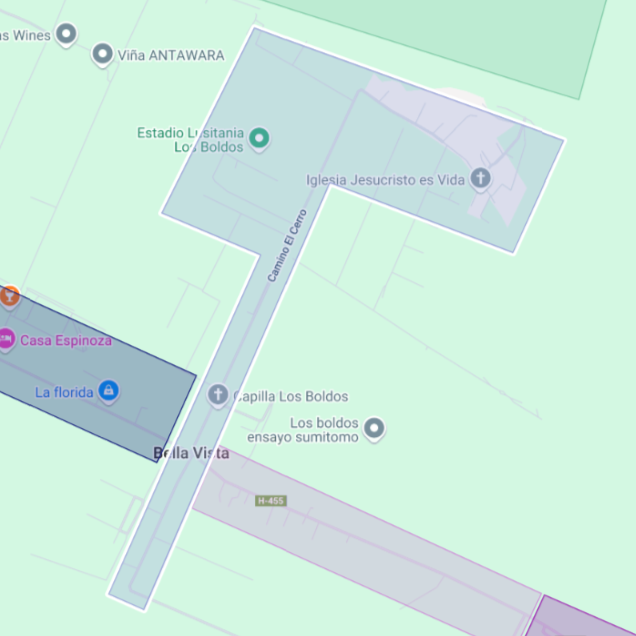 as Wines
Viña ANTAWARA
Estadio Lusitania
Los Boldos
Iglesia Jesucristo es Vida
Camino El Cerro
Casa Espinoza
La florida
Capilla Los Boldos
Los boldos
ensayo sumitomo
Bella Vista
H-455